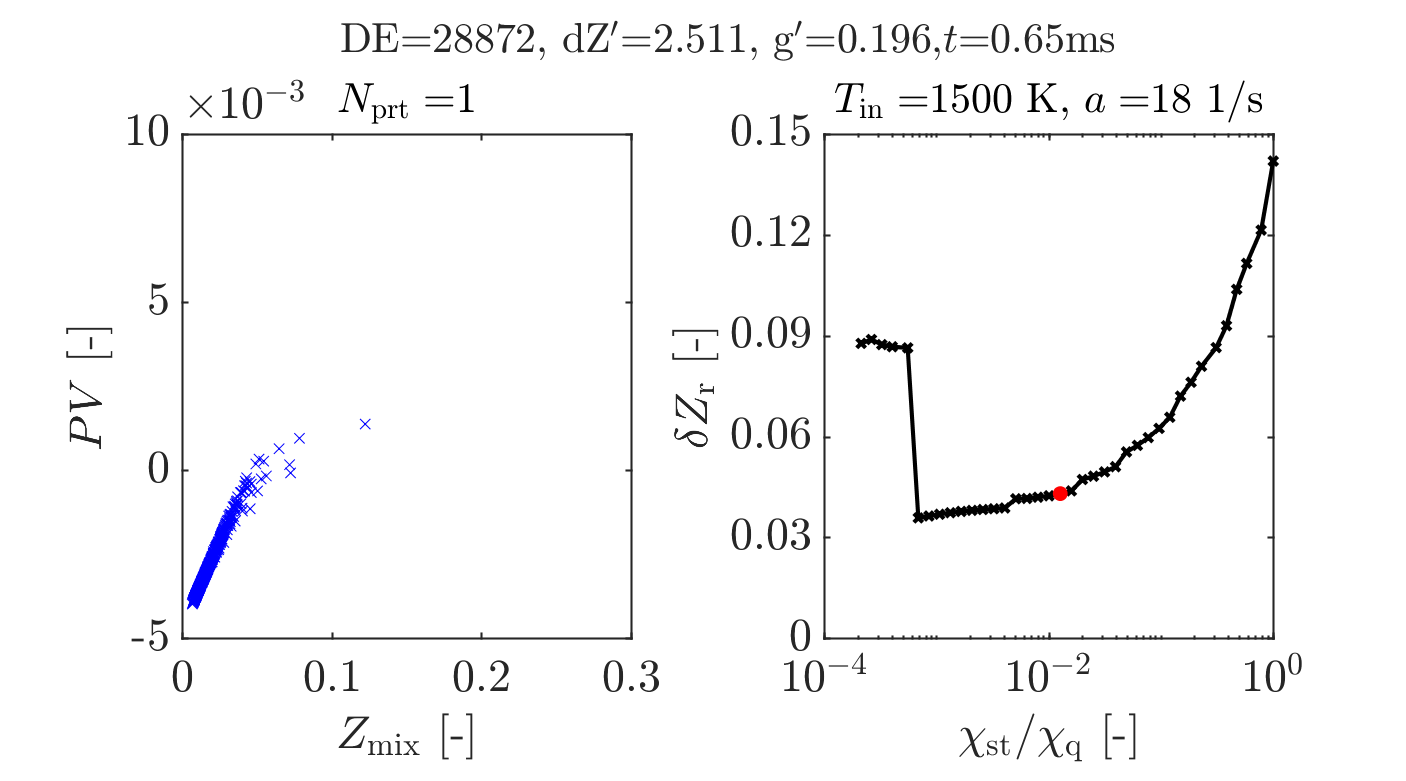 DE=28872, dZ′=2.511, g′=0.196,t=0.65ms
×10⁻³ N_prt =1
10
5
0
-5
PV [-]
0 0.1 0.2 0.3
Z_mix [-]
T_in =1500 K, a =18 1/s
0.15
0.12
0.09
0.06
0.03
0
δZ_r [-]
10⁻⁴ 10⁻² 10⁰
χ_st/χ_q [-]